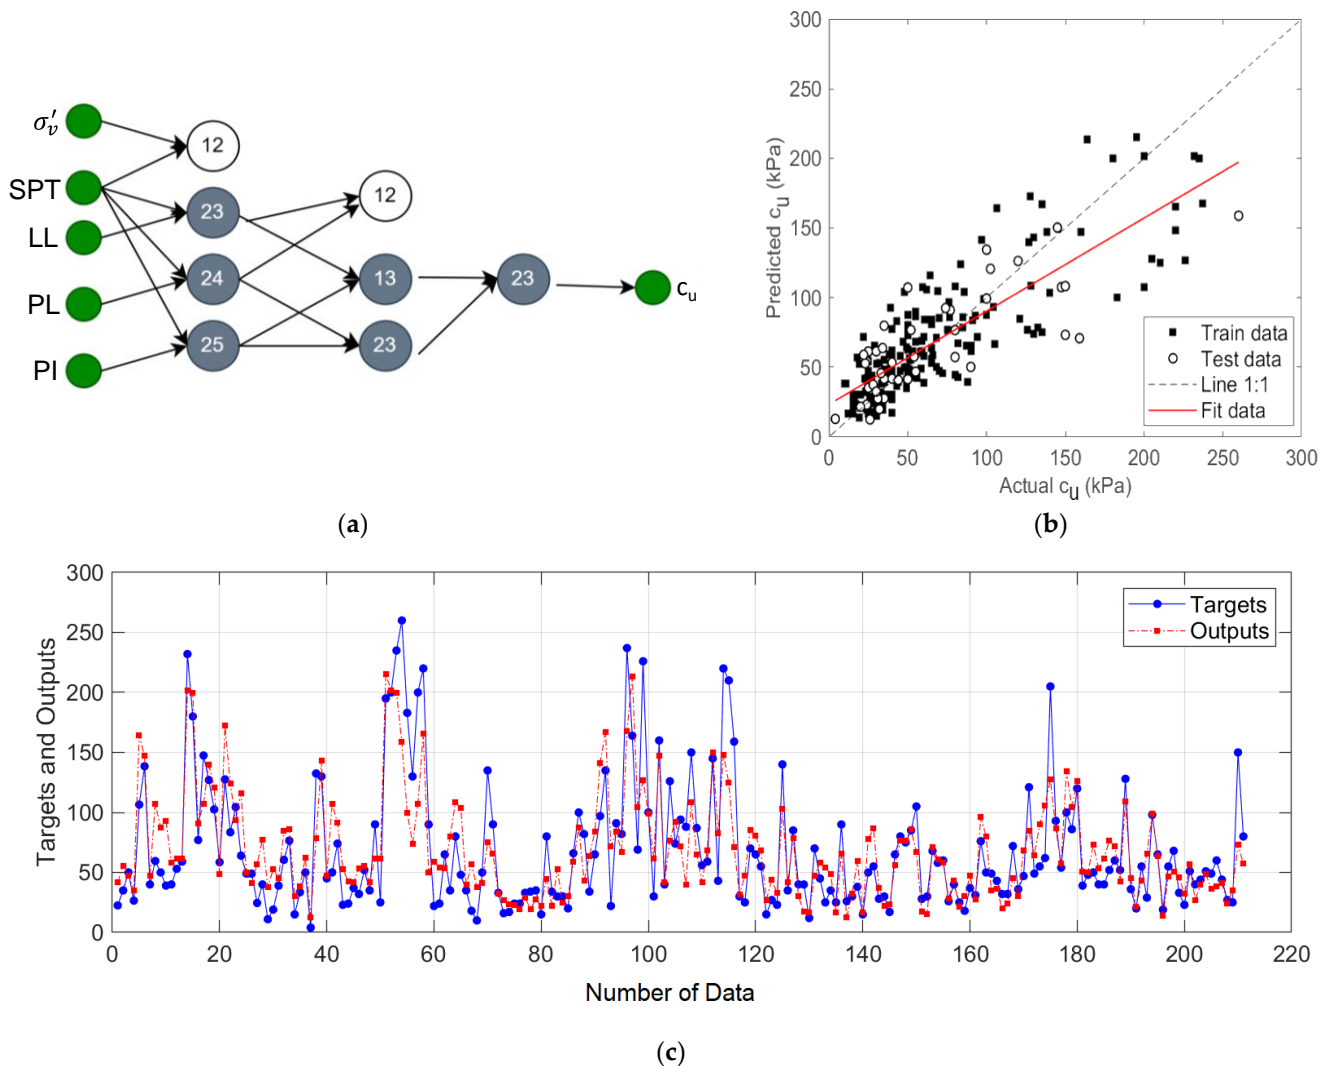 σ′v
SPT
LL
PL
PI
12
23
24
25
12
13
23
23
cu
(a)
Predicted cu (kPa)
300
250
200
150
100
50
0
Train data
Test data
Line 1:1
Fit data
0 50 100 150 200 250 300
Actual cu (kPa)
(b)
Targets and Outputs
300
250
200
150
100
50
0
Targets
Outputs
0 20 40 60 80 100 120 140 160 180 200 220
Number of Data
(c)